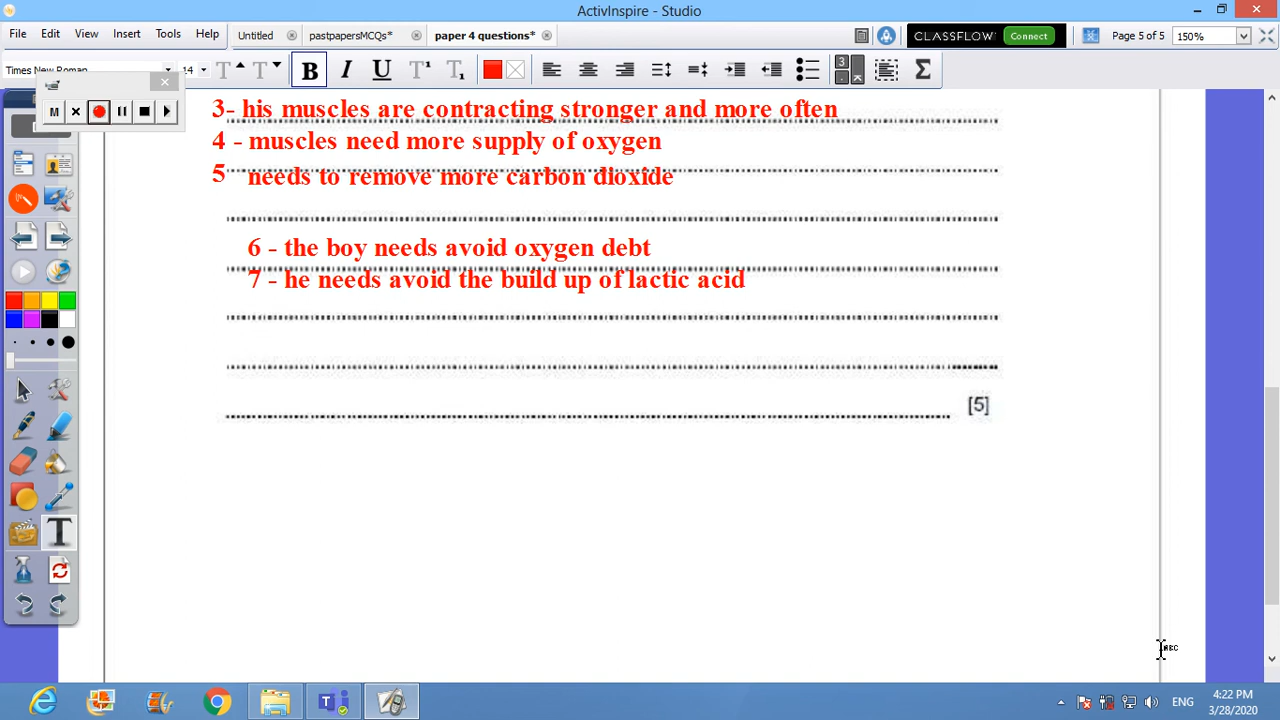 ActivInspire - Studio
File Edit View Insert Tools Help
Untitled
pastpapersMCQs*
paper 4 questions*
CLASSFLOW Connect
Page 5 of 5
150%
Times New Roman
14
B I U
M
3- his muscles are contracting stronger and more often
4 - muscles need more supply of oxygen
5 needs to remove more carbon dioxide
6 - the boy needs avoid oxygen debt
7 - he needs avoid the build up of lactic acid
[5]
ABC
ENG
4:22 PM
3/28/2020